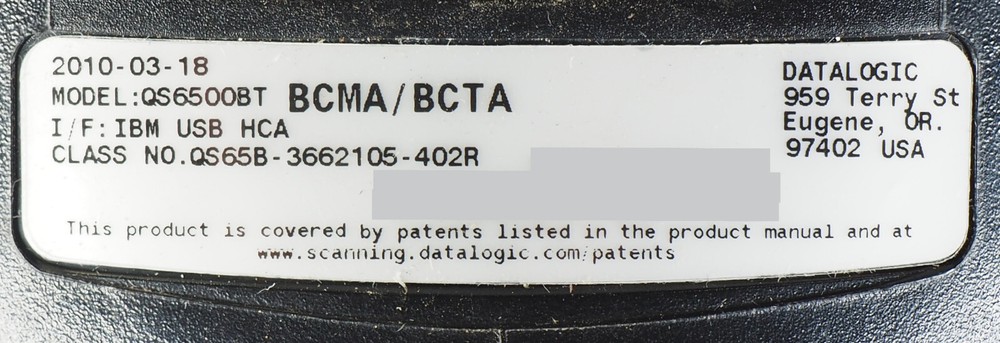 2010-03-18
MODEL:QS6500BT BCMA/BCTA
I/F:IBM USB HCA
CLASS NO.QS65B-3662105-402R
DATALOGIC
959 Terry St
Eugene, OR.
97402 USA
This product is covered by patents listed in the product manual and at
www.scanning.datalogic.com/patents